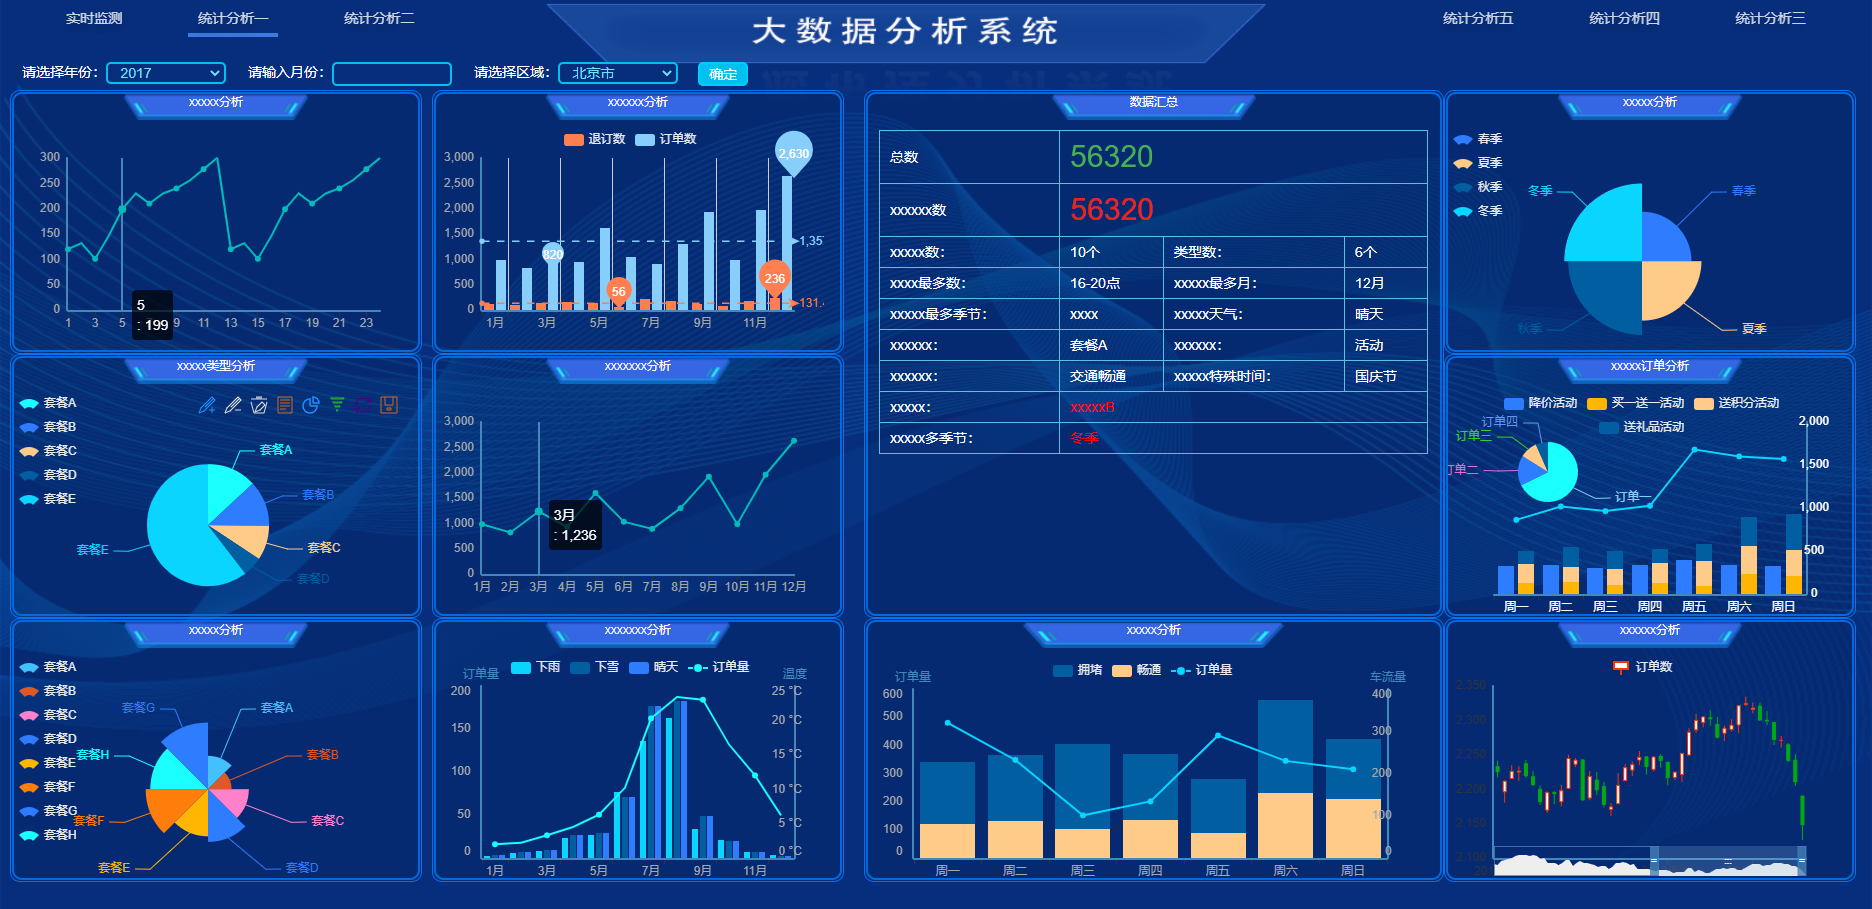 实时监测
统计分析一
统计分析二
大数据分析系统
统计分析五
统计分析四
统计分析三
请选择年份： 2017
请输入月份：
请选择区域： 北京市
确定
xxxxx分析
300
250
200
150
100
50
0
1 3 5 9 11 13 15 17 19 21 23
5
: 199
xxxxxx分析
退订数 订单数
3,000
2,500
2,000
1,500
1,000
500
0
2,630
820
56
236
1,35
131.
1月 3月 5月 7月 9月 11月
数据汇总
总数 56320
xxxxxx数 56320
xxxxx数： 10个 类型数： 6个
xxxx最多数： 16-20点 xxxxx最多月： 12月
xxxxx最多季节： xxxx xxxxx天气： 晴天
xxxxxx： 套餐A xxxxxx： 活动
xxxxxx： 交通畅通 xxxxx特殊时间： 国庆节
xxxxx： xxxxxB
xxxxx多季节： 冬季
xxxxx分析
春季
夏季
秋季
冬季
冬季
春季
秋季
夏季
xxxxx类型分析
套餐A
套餐B
套餐C
套餐D
套餐E
套餐A
套餐B
套餐C
套餐D
套餐E
xxxxxxx分析
3,000
2,500
2,000
1,500
1,000
500
0
3月
: 1,236
1月 2月 3月 4月 5月 6月 7月 8月 9月 10月 11月 12月
xxxxx订单分析
降价活动 买一送一活动 送积分活动
送礼品活动
订单四
订单三
订单二
订单一
2,000
1,500
1,000
500
0
周一 周二 周三 周四 周五 周六 周日
xxxxx分析
套餐A
套餐B
套餐C
套餐D
套餐E
套餐F
套餐G
套餐H
套餐G
套餐A
套餐H
套餐B
套餐F
套餐C
套餐E
套餐D
xxxxxxx分析
下雨 下雪 晴天 订单量
订单量
温度
200
150
100
50
0
25 °C
20 °C
15 °C
10 °C
5 °C
0 °C
1月 3月 5月 7月 9月 11月
xxxxx分析
拥堵 畅通 订单量
订单量
车流量
600
500
400
300
200
100
0
400
300
200
100
0
周一 周二 周三 周四 周五 周六 周日
xxxxxx分析
订单数
2,350
2,300
2,250
2,200
2,150
2,100